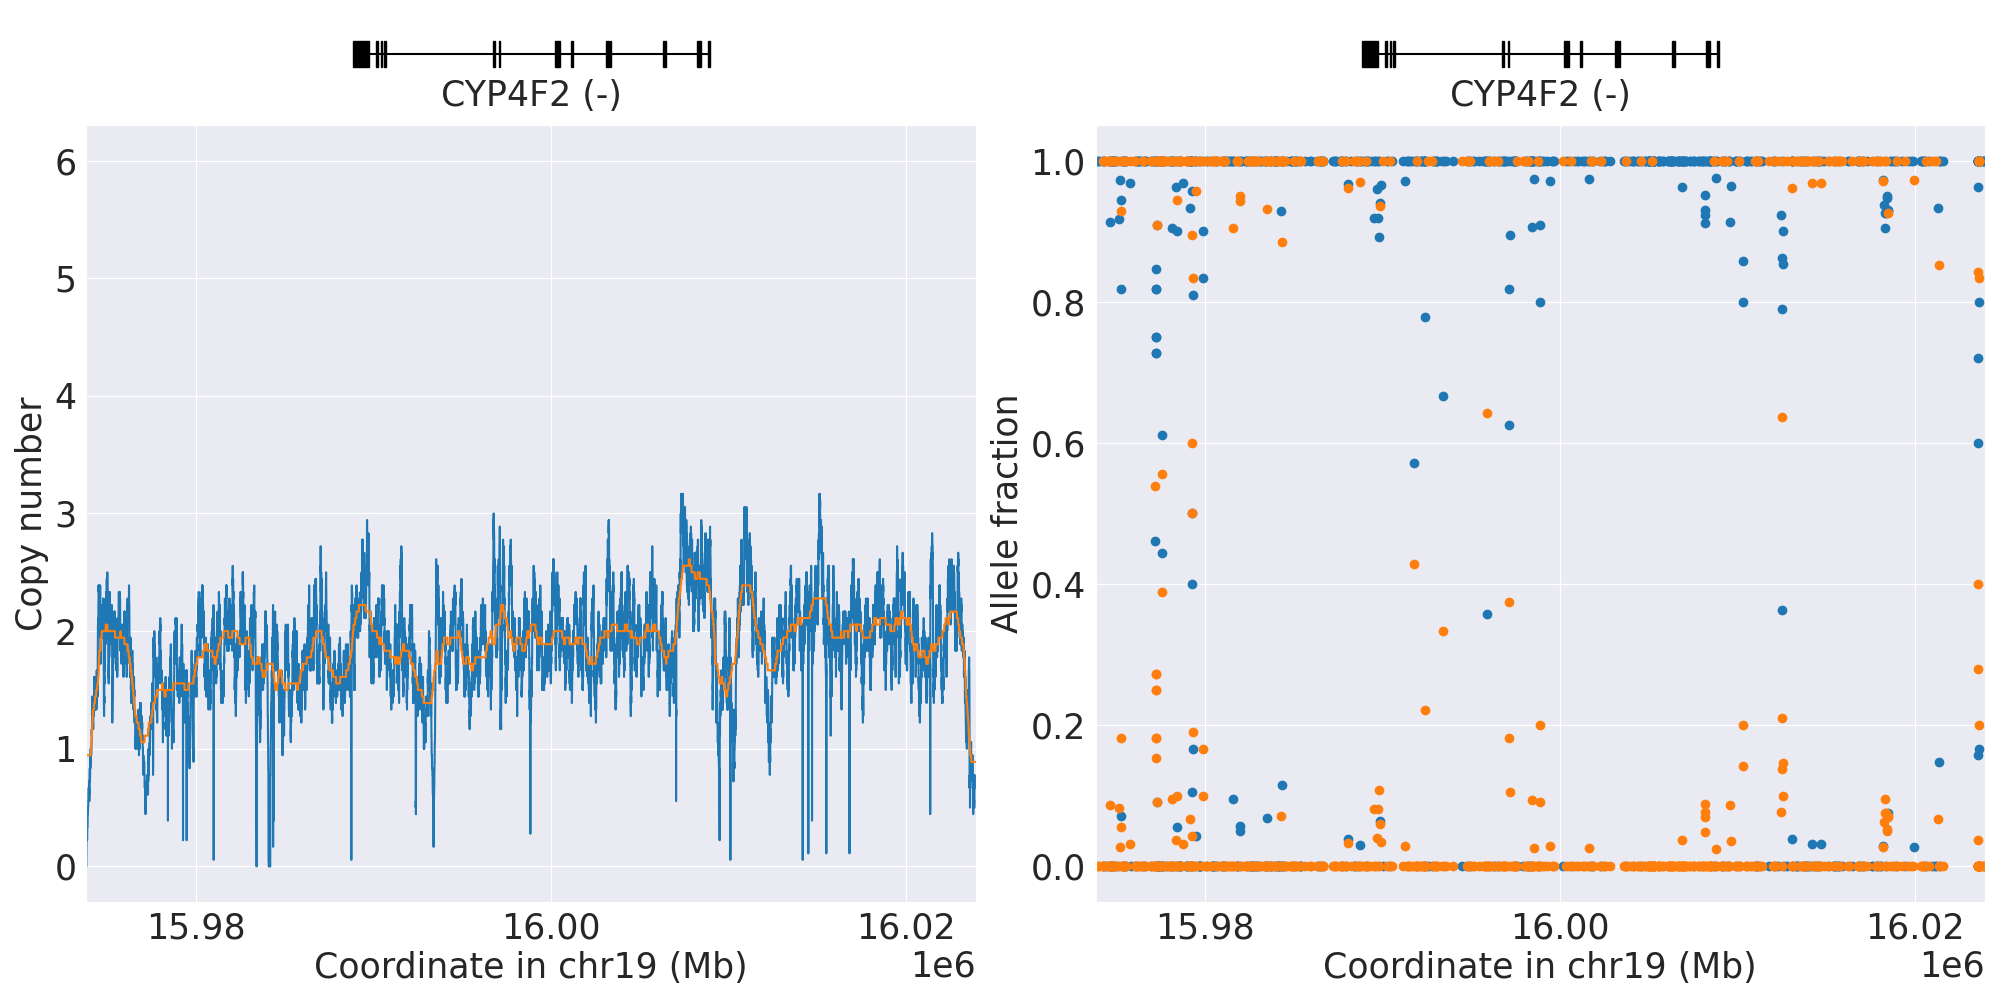 CYP4F2 (-)
6
5
4
3
2
1
0
Copy number
15.98
16.00
16.02
Coordinate in chr19 (Mb)
1e6
CYP4F2 (-)
1.0
0.8
0.6
0.4
0.2
0.0
Allele fraction
15.98
16.00
16.02
Coordinate in chr19 (Mb)
1e6